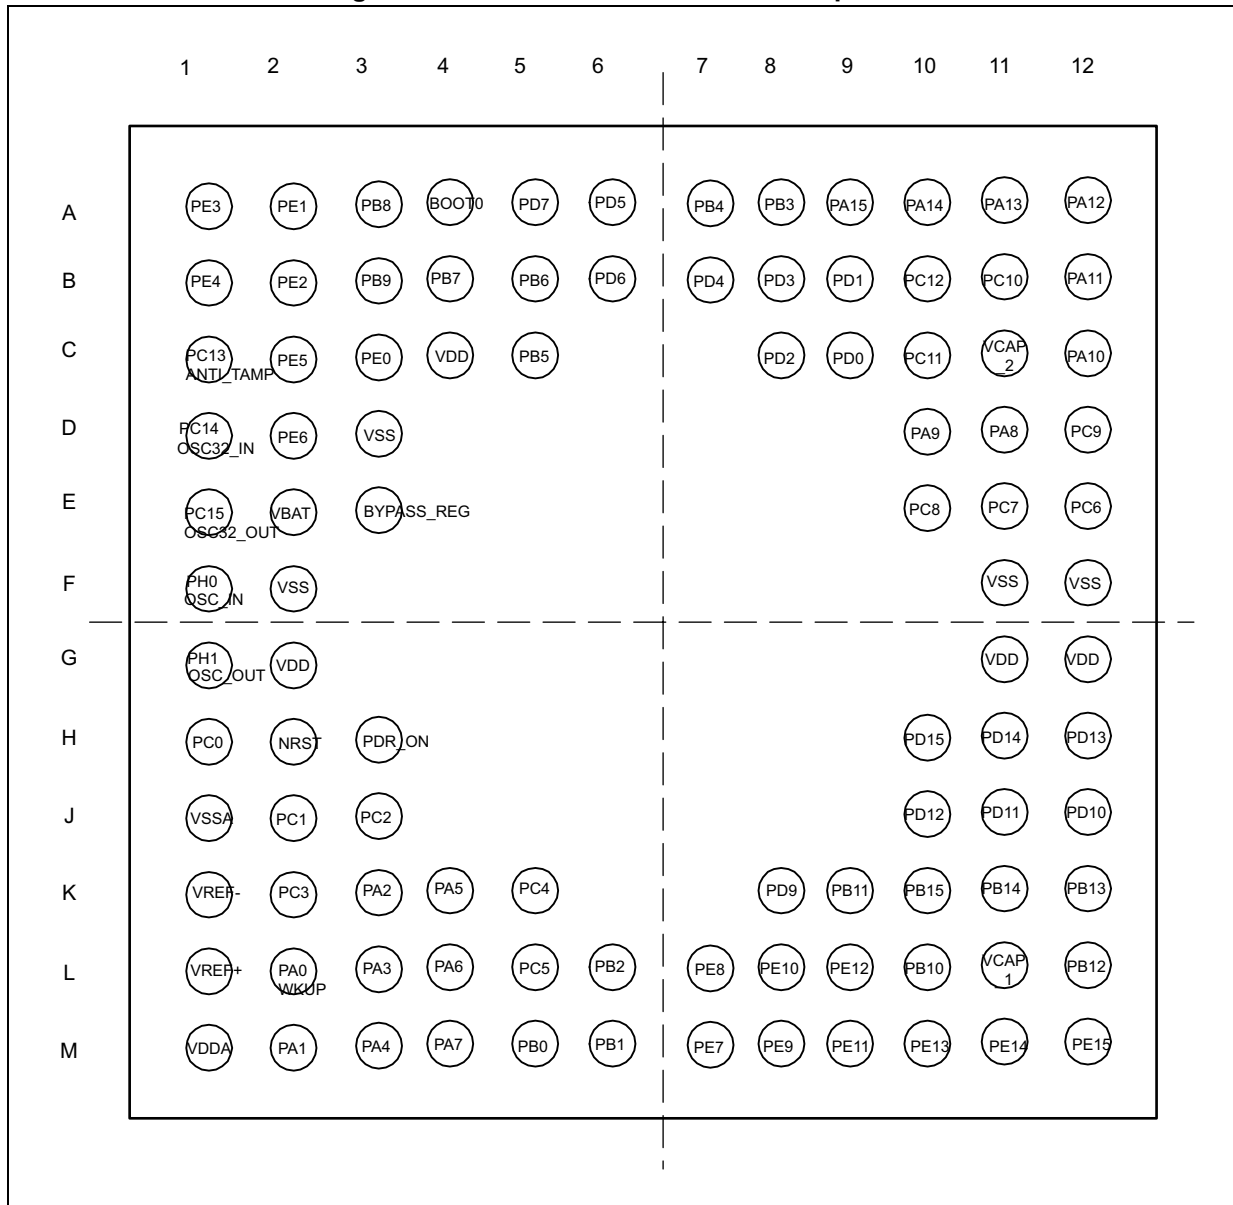 1 2 3 4 5 6 7 8 9 10 11 12
A PE3 PE1 PB8 BOOT0 PD7 PD5 PB4 PB3 PA15 PA14 PA13 PA12
B PE4 PE2 PB9 PB7 PB6 PD6 PD4 PD3 PD1 PC12 PC10 PA11
C PC13 PE5 PE0 VDD PB5 PD2 PD0 PC11 VCAP PA10
ANTI_TAMP _2
D PC14 PE6 VSS PA9 PA8 PC9
OSC32_IN
E PC15 VBAT BYPASS_REG PC8 PC7 PC6
OSC32_OUT
F PH0 VSS VSS VSS
OSC_IN
G PH1 VDD VDD VDD
OSC_OUT
H PC0 NRST PDR_ON PD15 PD14 PD13
J VSSA PC1 PC2 PD12 PD11 PD10
K VREF- PC3 PA2 PA5 PC4 PD9 PB11 PB15 PB14 PB13
L VREF+ PA0 PA3 PA6 PC5 PB2 PE8 PE10 PE12 PB10 VCAP PB12
WKUP _1
M VDDA PA1 PA4 PA7 PB0 PB1 PE7 PE9 PE11 PE13 PE14 PE15